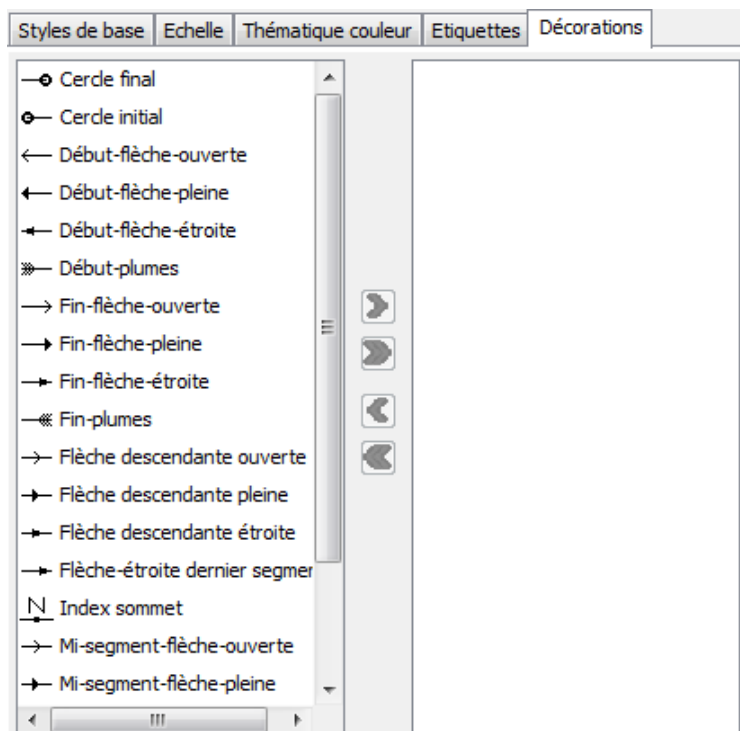 Styles de base Echelle Thématique couleur Etiquettes Décorations
Cercle final
Cercle initial
Début-flèche-ouverte
Début-flèche-pleine
Début-flèche-étroite
Début-plumes
Fin-flèche-ouverte
Fin-flèche-pleine
Fin-flèche-étroite
Fin-plumes
Flèche descendante ouverte
Flèche descendante pleine
Flèche descendante étroite
Flèche-étroite dernier segmer
N Index sommet
Mi-segment-flèche-ouverte
Mi-segment-flèche-pleine